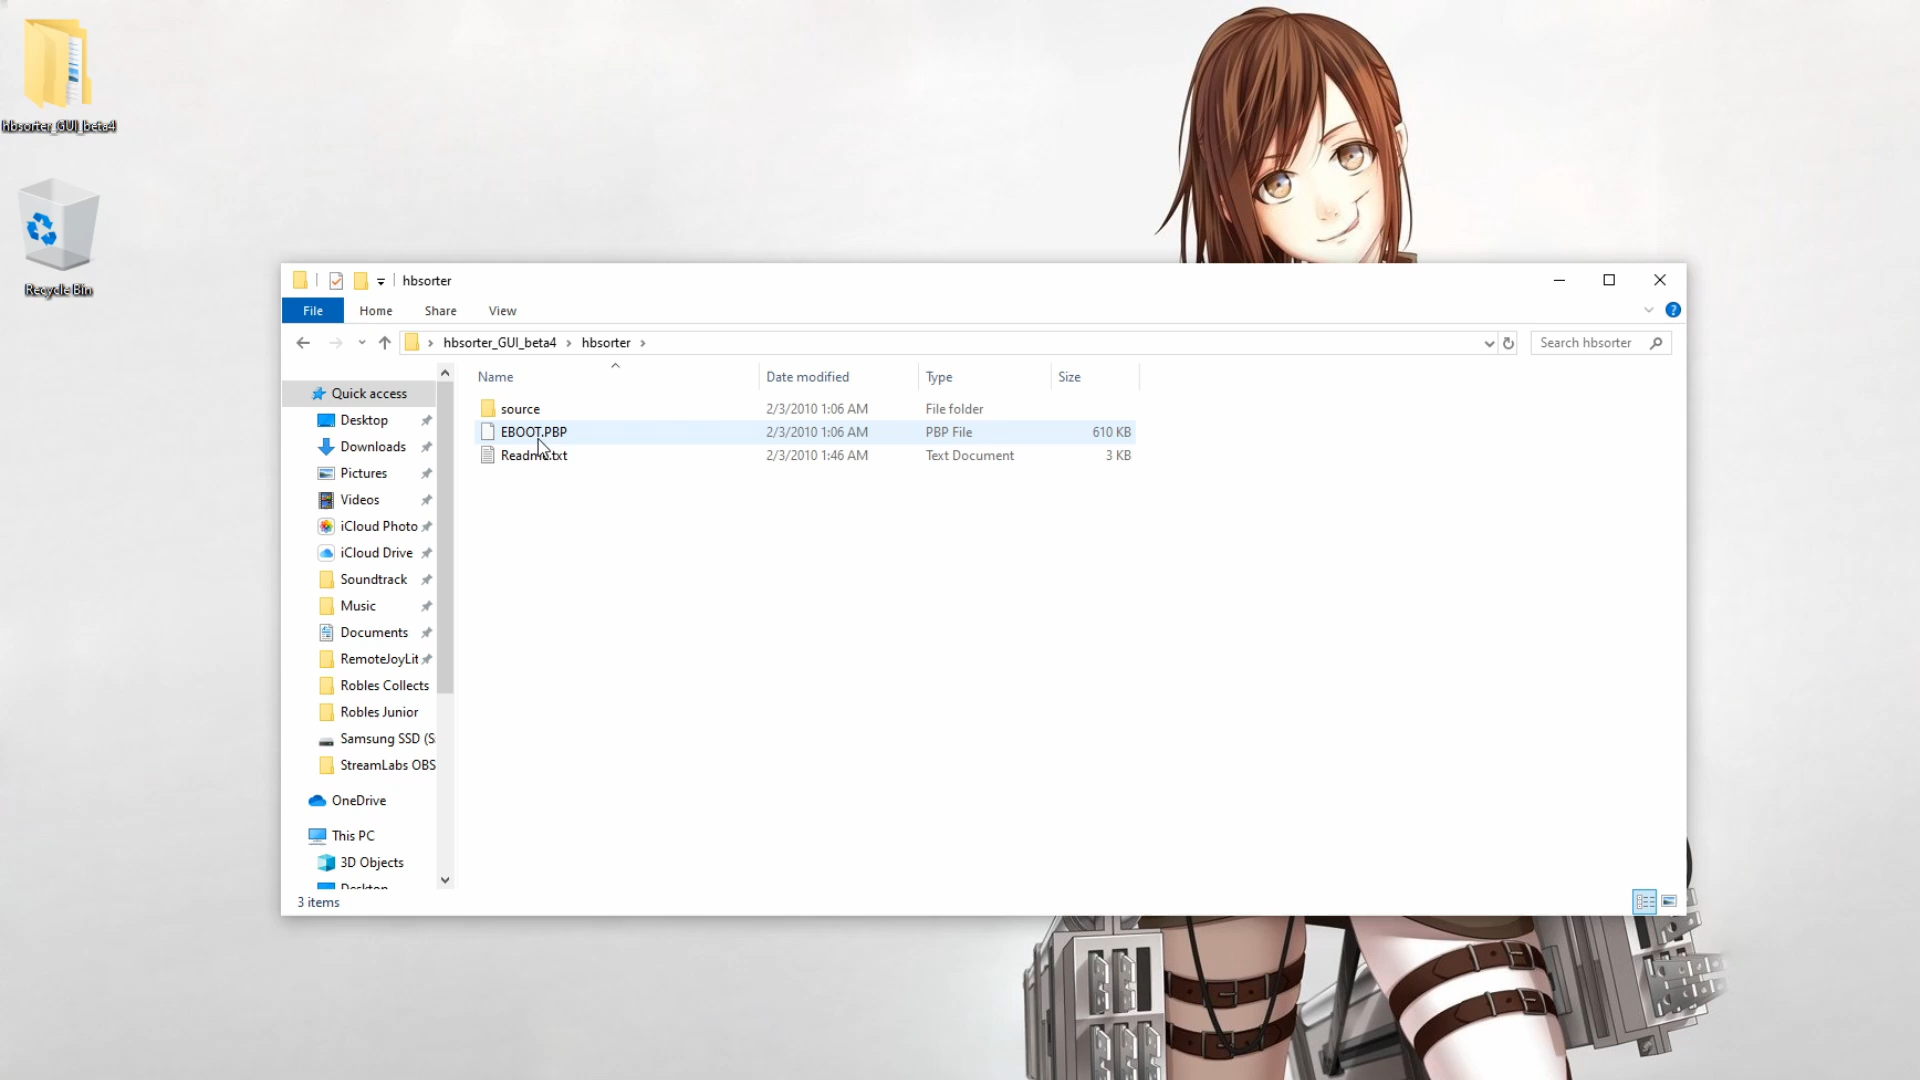 hbsorter_GUI_beta4
Recycle Bin
hbsorter
File Home Share View
hbsorter_GUI_beta4 hbsorter
Search hbsorter
Name Date modified Type Size
source 2/3/2010 1:06 AM File folder
EBOOT.PBP 2/3/2010 1:06 AM PBP File 610 KB
2/3/2010 1:46 AM Text Document 3 KB
Quick access
Desktop
Downloads
Pictures
Videos
iCloud Photo
iCloud Drive
Soundtrack
Music
Documents
RemoteJoyLit
Robles Collects
Robles Junior
Samsung SSD (S:
StreamLabs OBS
OneDrive
This PC
3D Objects
Desktop
3 items